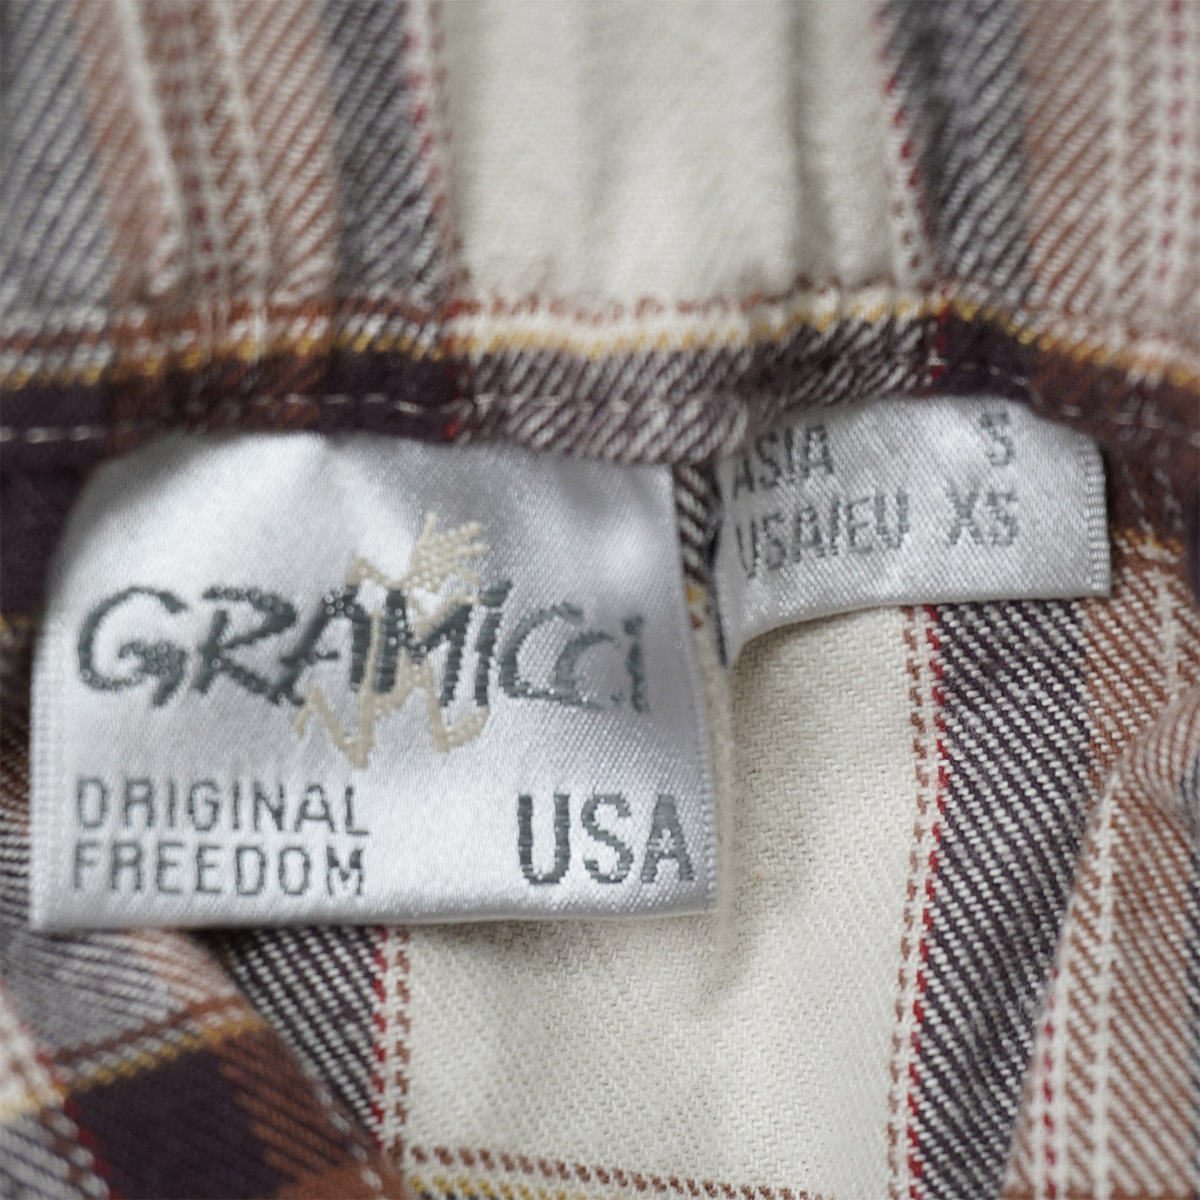 GRAMICCI
ORIGINAL
FREEDOM
USA
ASIA S
USA/EU XS